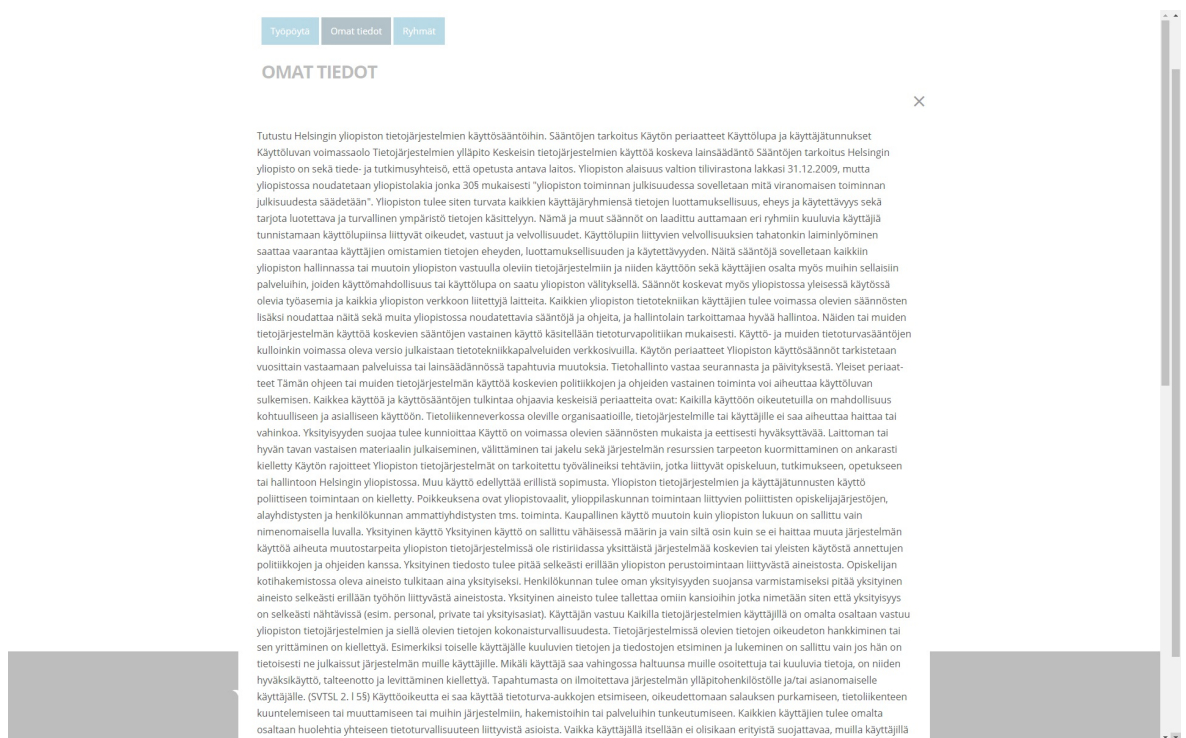 Työpöytä Omat tiedot Ryhmät
OMAT TIEDOT
Tutustu Helsingin yliopiston tietojärjestelmien käyttösääntöihin. Sääntöjen tarkoitus Käytön periaatteet Käyttölupa ja käyttäjätunnukset
Käyttöluvan voimassaolo Tietojärjestelmien ylläpito Keskeisin tietojärjestelmien käyttöä koskeva lainsäädäntö Sääntöjen tarkoitus Helsingin
yliopisto on sekä tiede- ja tutkimusyhteisö, että opetusta antava laitos. Yliopiston alaisuus valtion tilivirastona lakkasi 31.12.2009, mutta
yliopistossa noudatetaan yliopistolakia jonka 30§ mukaisesti "yliopiston toiminnan julkisuudessa sovelletaan mitä viranomaisen toiminnan
julkisuudesta säädetään". Yliopiston tulee siten turvata kaikkien käyttäjäryhmiensä tietojen luottamuksellisuus, eheys ja käytettävyys sekä
tarjota luotettava ja turvallinen ympäristö tietojen käsittelyyn. Nämä ja muut säännöt on laadittu auttamaan eri ryhmiin kuuluvia käyttäjiä
tunnistamaan käyttölupiinsa liittyvät oikeudet, vastuut ja velvollisuudet. Käyttölupiin liittyvien velvollisuuksien tahatonkin laiminlyöminen
saattaa vaarantaa käyttäjien omistamien tietojen eheyden, luottamuksellisuuden ja käytettävyyden. Näitä sääntöjä sovelletaan kaikkiin
yliopiston hallinnassa tai muutoin yliopiston vastuulla oleviin tietojärjestelmiin ja niiden käyttöön sekä käyttäjien osalta myös muihin sellaisiin
palveluihin, joiden käyttömahdollisuus tai käyttölupa on saatu yliopiston välityksellä. Säännöt koskevat myös yliopistossa yleisessä käytössä
olevia työasemia ja kaikkia yliopiston verkkoon liitettyjä laitteita. Kaikkien yliopiston tietotekniikan käyttäjien tulee voimassa olevien säännösten
lisäksi noudattaa näitä sekä muita yliopistossa noudatettavia sääntöjä ja ohjeita, ja hallintolain tarkoittamaa hyvää hallintoa. Näiden tai muiden
tietojärjestelmän käyttöä koskevien sääntöjen vastainen käyttö käsitellään tietoturvapolitiikan mukaisesti. Käyttö- ja muiden tietoturvasääntöjen
kulloinkin voimassa oleva versio julkaistaan tietotekniikkapalveluiden verkkosivuilla. Käytön periaatteet Yliopiston käyttösäännöt tarkistetaan
vuosittain vastaamaan palveluissa tai lainsäädännössä tapahtuvia muutoksia. Tietohallinto vastaa seurannasta ja päivityksestä. Yleiset periaat-
teet Tämän ohjeen tai muiden tietojärjestelmän käyttöä koskevien politiikkojen ja ohjeiden vastainen toiminta voi aiheuttaa käyttöluvan
sulkemisen. Kaikkea käyttöä ja käyttösääntöjen tulkintaa ohjaavia keskeisiä periaatteita ovat: Kaikilla käyttöön oikeutetuilla on mahdollisuus
kohtuulliseen ja asialliseen käyttöön. Tietoliikenneverkossa oleville organisaatioille, tietojärjestelmille tai käyttäjille ei saa aiheuttaa haittaa tai
vahinkoa. Yksityisyyden suojaa tulee kunnioittaa Käyttö on voimassa olevien säännösten mukaista ja eettisesti hyväksyttävää. Laittoman tai
hyvän tavan vastaisen materiaalin julkaiseminen, välittäminen tai jakelu sekä järjestelmän resurssien tarpeeton kuormittaminen on ankarasti
kielletty Käytön rajoitteet Yliopiston tietojärjestelmät on tarkoitettu työvälineiksi tehtäviin, jotka liittyvät opiskeluun, tutkimukseen, opetukseen
tai hallintoon Helsingin yliopistossa. Muu käyttö edellyttää erillistä sopimusta. Yliopiston tietojärjestelmien ja käyttäjätunnusten käyttö
poliittiseen toimintaan on kielletty. Poikkeuksena ovat yliopistovaalit, ylioppilaskunnan toimintaan liittyvien poliittisten opiskelijajärjestöjen,
alayhdistysten ja henkilökunnan ammattiyhdistysten tms. toiminta. Kaupallinen käyttö muutoin kuin yliopiston lukuun on sallittu vain
nimenomaisella luvalla. Yksityinen käyttö Yksityinen käyttö on sallittu vähäisessä määrin ja vain siltä osin kuin se ei haittaa muuta järjestelmän
käyttöä aiheuta muutostarpeita yliopiston tietojärjestelmissä ole ristiriidassa yksittäistä järjestelmää koskevien tai yleisten käytöstä annettujen
politiikkojen ja ohjeiden kanssa. Yksityinen tiedosto tulee pitää selkeästi erillään yliopiston perustoimintaan liittyvästä aineistosta. Opiskelijan
kotihakemistossa oleva aineisto tulkitaan aina yksityiseksi. Henkilökunnan tulee oman yksityisyyden suojansa varmistamiseksi pitää yksityinen
aineisto selkeästi erillään työhön liittyvästä aineistosta. Yksityinen aineisto tulee tallettaa omiin kansioihin jotka nimetään siten että yksityisyys
on selkeästi nähtävissä (esim. personal, private tai yksityisasiat). Käyttäjän vastuu Kaikilla tietojärjestelmien käyttäjillä on omalta osaltaan vastuu
yliopiston tietojärjestelmien ja siellä olevien tietojen kokonaisturvallisuudesta. Tietojärjestelmissä olevien tietojen oikeudeton hankkiminen tai
sen yrittäminen on kiellettyä. Esimerkiksi toiselle käyttäjälle kuuluvien tietojen ja tiedostojen etsiminen ja lukeminen on sallittu vain jos hän on
tietoisesti ne julkaissut järjestelmän muille käyttäjille. Mikäli käyttäjä saa vahingossa haltuunsa muille osoitettuja tai kuuluvia tietoja, on niiden
hyväksikäyttö, talteenotto ja levittäminen kiellettyä. Tapahtumasta on ilmoitettava järjestelmän ylläpitohenkilöstölle ja/tai asianomaiselle
käyttäjälle. (SVTSL 2. l 5§) Käyttöoikeutta ei saa käyttää tietoturva-aukkojen etsimiseen, oikeudettomaan salauksen purkamiseen, tietoliikenteen
kuuntelemiseen tai muuttamiseen tai muihin järjestelmiin, hakemistoihin tai palveluihin tunkeutumiseen. Kaikkien käyttäjien tulee omalta
osaltaan huolehtia yhteiseen tietoturvallisuuteen liittyvistä asioista. Vaikka käyttäjällä itsellään ei olisikaan erityistä suojattavaa, muilla käyttäjillä